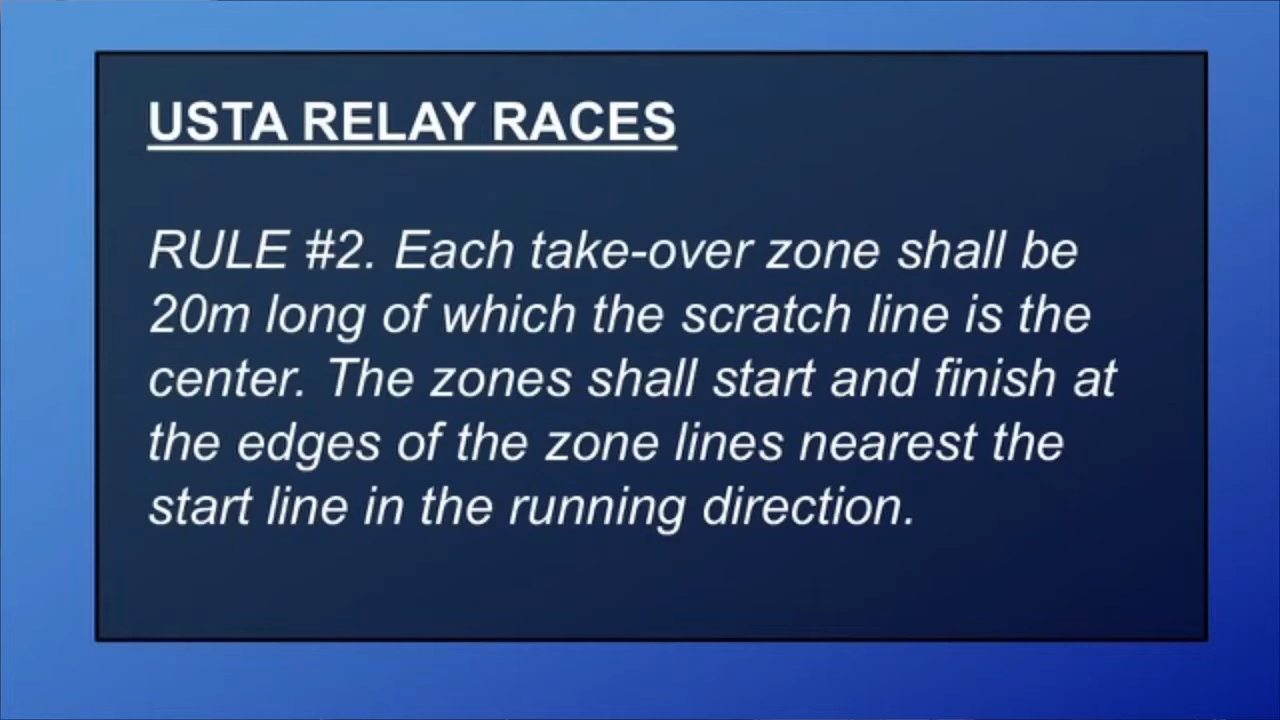 USTA RELAY RACES
RULE #2. Each take-over zone shall be
20m long of which the scratch line is the
center. The zones shall start and finish at
the edges of the zone lines nearest the
start line in the running direction.